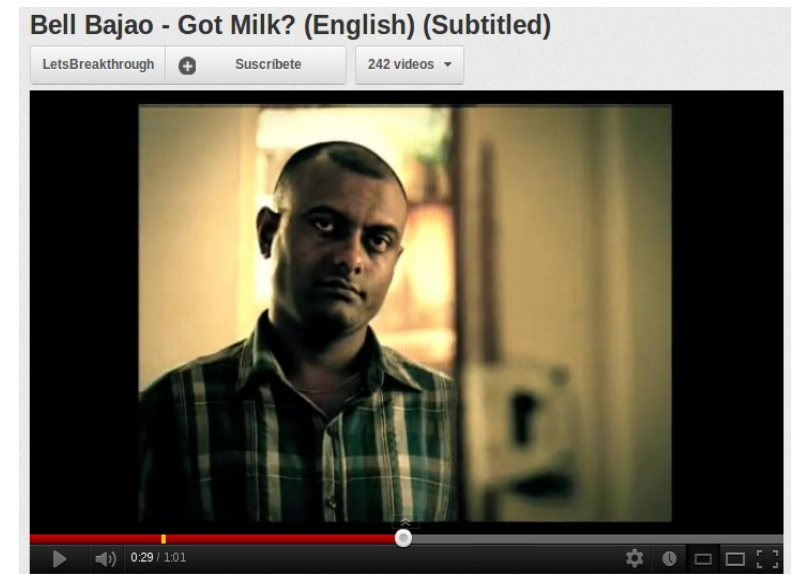 Bell Bajao - Got Milk? (English) (Subtitled)
LetsBreakthrough Suscríbete 242 videos
0:29 / 1:01